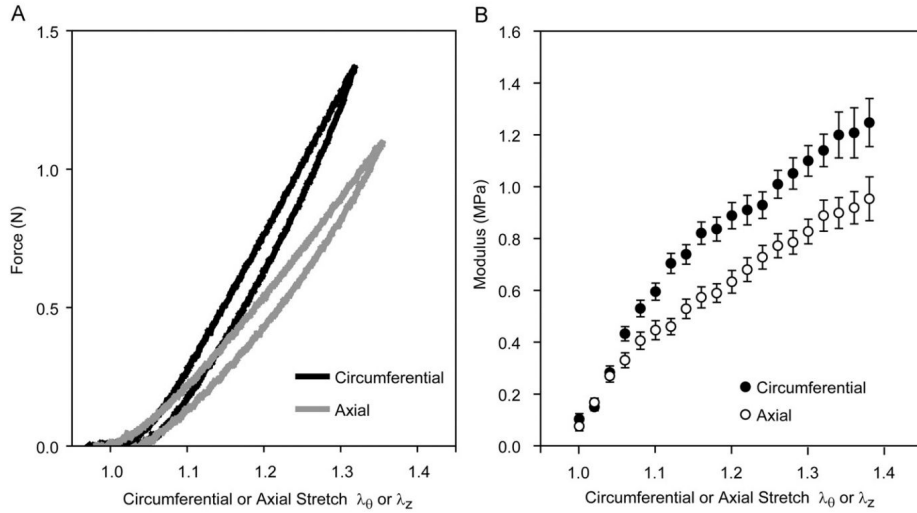 A
1.5
1.0
0.5
0.0
Force (N)
1.0 1.1 1.2 1.3 1.4
Circumferential or Axial Stretch λθ or λz
Circumferential
Axial
B
1.6
1.4
1.2
1.0
0.8
0.6
0.4
0.2
0.0
Modulus (MPa)
1.0 1.1 1.2 1.3 1.4
Circumferential or Axial Stretch λθ or λz
Circumferential
Axial